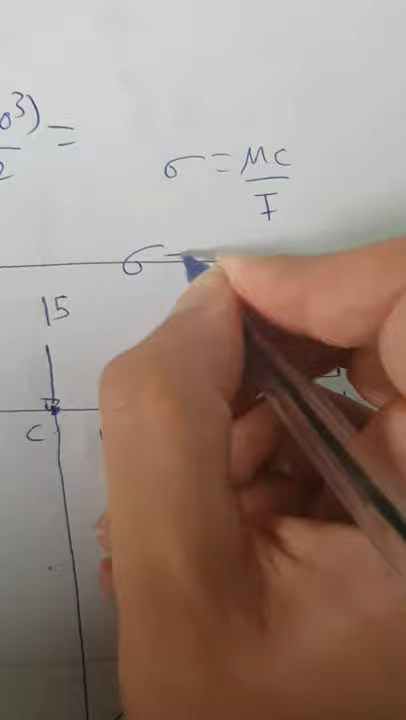 0³) =
2
σ = MC
I
σ =
15
C